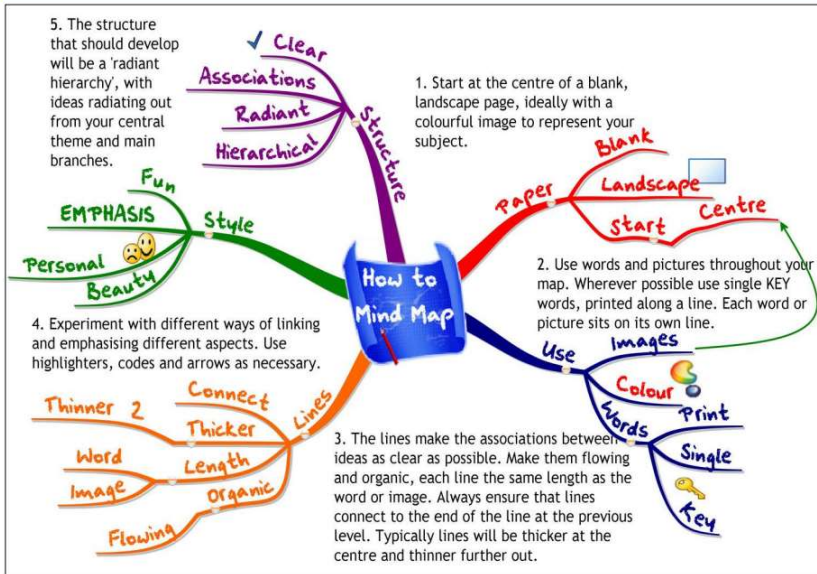 5. The structure
that should develop
will be a 'radiant
hierarchy', with
ideas radiating out
from your central
theme and main
branches.
Clear
Associations
Radiant
Hierarchical
Structure
1. Start at the centre of a blank,
landscape page, ideally with a
colourful image to represent your
subject.
Blank
Landscape
Start
Centre
Paper
Fun
EMPHASIS
Personal
Beauty
Style
How to
Mind Map
2. Use words and pictures throughout your
map. Wherever possible use single KEY
words, printed along a line. Each word or
picture sits on its own line.
Use
Images
Colour
Words
Print
Single
Key
4. Experiment with different ways of linking
and emphasising different aspects. Use
highlighters, codes and arrows as necessary.
Lines
Connect
Thinner 2
Thicker
Word
Image
Length
Organic
Flowing
3. The lines make the associations between
ideas as clear as possible. Make them flowing
and organic, each line the same length as the
word or image. Always ensure that lines
connect to the end of the line at the previous
level. Typically lines will be thicker at the
centre and thinner further out.